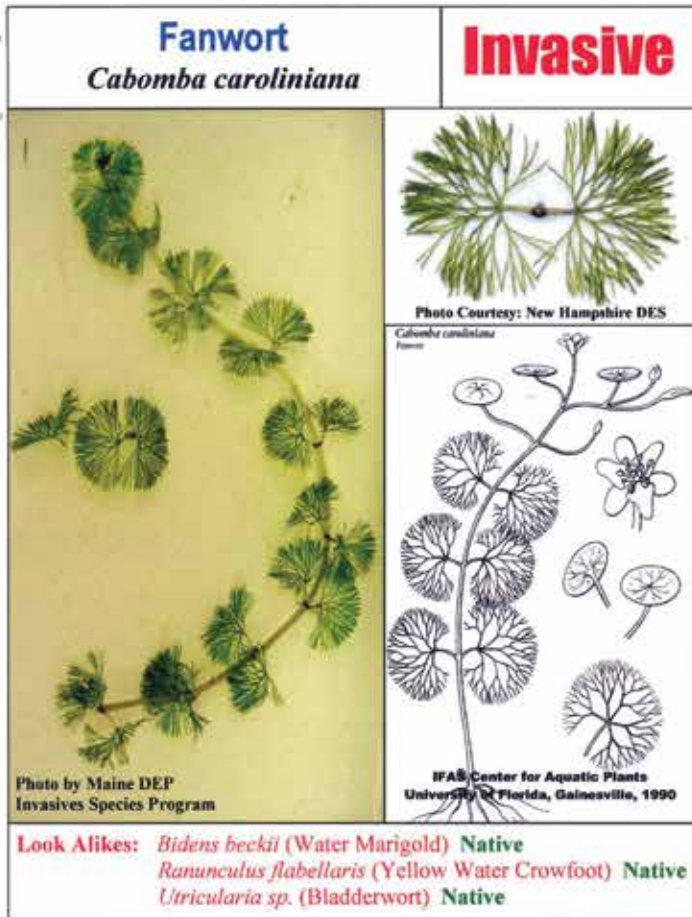 Fanwort
Cabomba caroliniana
Invasive
Photo Courtesy: New Hampshire DES
Cabomba caroliniana
Fanwort
Photo by Maine DEP
Invasives Species Program
IFAS Center for Aquatic Plants
University of Florida, Gainesville, 1990
Look Alikes: Bidens beckii (Water Marigold) Native
Ranunculus flabellaris (Yellow Water Crowfoot) Native
Utricularia sp. (Bladderwort) Native